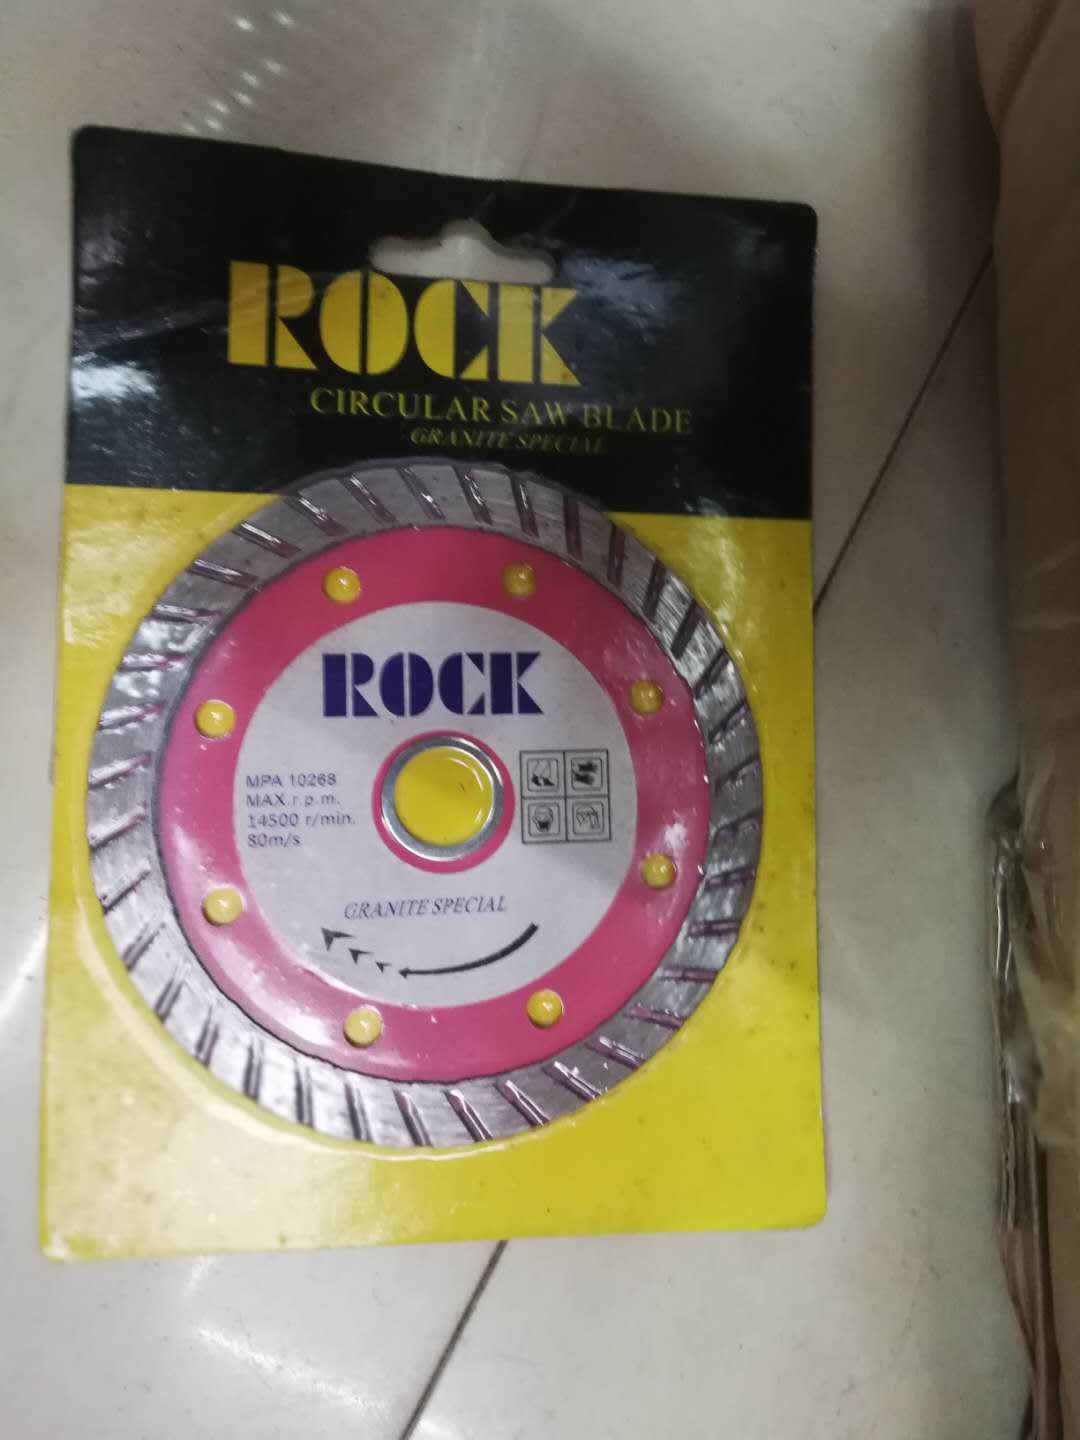 ROCK
CIRCULAR SAW BLADE
GRANITE SPECIAL
ROCK
MPA 10268
MAX.r.p.m.
14500 r/min.
80m/s
GRANITE SPECIAL